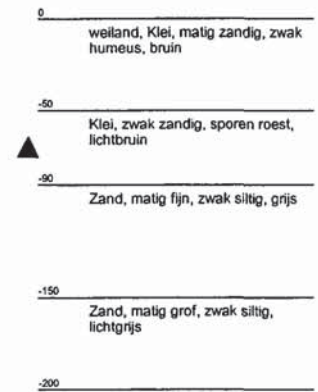 0
weiland, Klei, matig zandig, zwak
humeus, bruin
-50
Klei, zwak zandig, sporen roest,
lichtbruin
-90
Zand, matig fijn, zwak siltig, grijs
-150
Zand, matig grof, zwak siltig,
lichtgrijs
-200